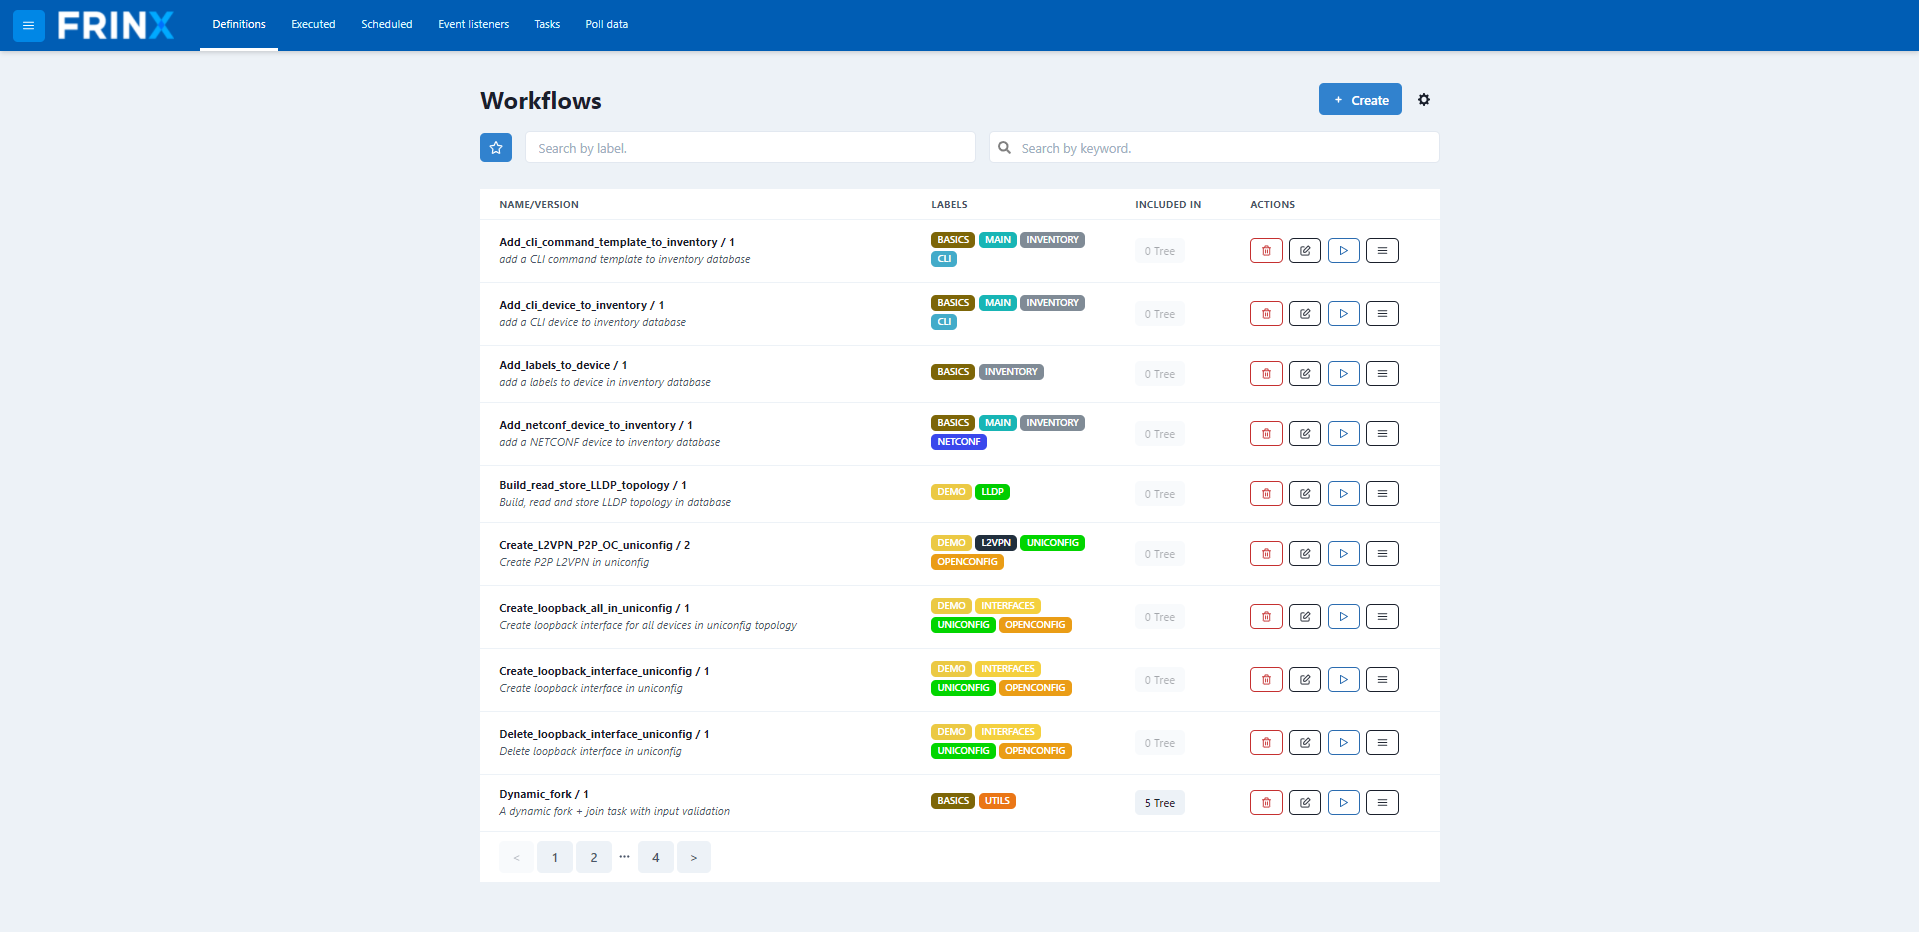 FRINX Definitions Executed Scheduled Event listeners Tasks Poll data
Workflows
+ Create
Search by label. Search by keyword.
NAME/VERSION LABELS INCLUDED IN ACTIONS
Add_cli_command_template_to_inventory / 1
add a CLI command template to inventory database
BASICS MAIN INVENTORY
CLI
0 Tree
Add_cli_device_to_inventory / 1
add a CLI device to inventory database
BASICS MAIN INVENTORY
CLI
0 Tree
Add_labels_to_device / 1
add a labels to device in inventory database
BASICS INVENTORY
0 Tree
Add_netconf_device_to_inventory / 1
add a NETCONF device to inventory database
BASICS MAIN INVENTORY
NETCONF
0 Tree
Build_read_store_LLDP_topology / 1
Build, read and store LLDP topology in database
DEMO LLDP
0 Tree
Create_L2VPN_P2P_OC_uniconfig / 2
Create P2P L2VPN in uniconfig
DEMO L2VPN UNICONFIG
OPENCONFIG
0 Tree
Create_loopback_all_in_uniconfig / 1
Create loopback interface for all devices in uniconfig topology
DEMO INTERFACES
UNICONFIG OPENCONFIG
0 Tree
Create_loopback_interface_uniconfig / 1
Create loopback interface in uniconfig
DEMO INTERFACES
UNICONFIG OPENCONFIG
0 Tree
Delete_loopback_interface_uniconfig / 1
Delete loopback interface in uniconfig
DEMO INTERFACES
UNICONFIG OPENCONFIG
0 Tree
Dynamic_fork / 1
A dynamic fork + join task with input validation
BASICS UTILS
5 Tree
< 1 2 ... 4 >